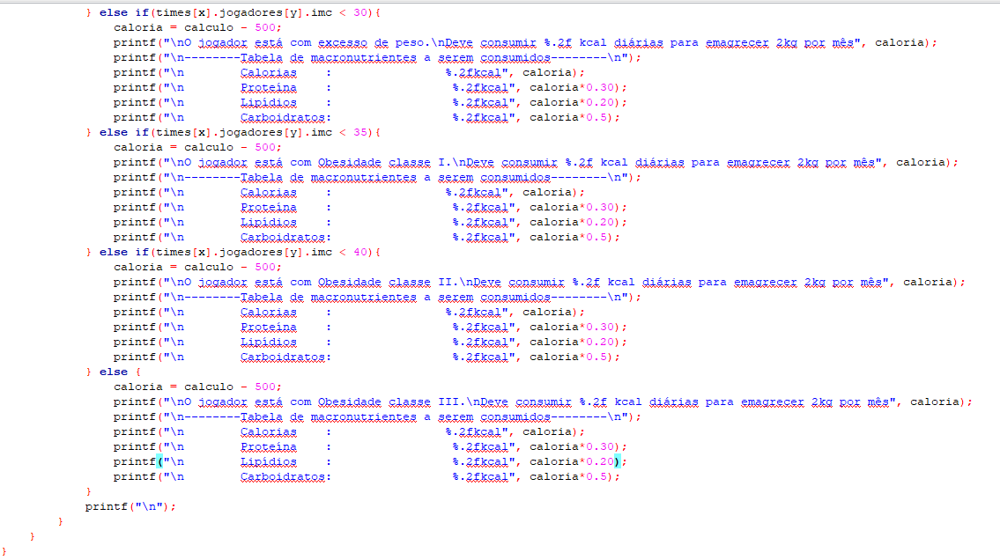 } else if(times[x].jogadores[y].imc < 30){
caloria = calculo - 500;
printf("\nO jogador está com excesso de peso.\nDeve consumir %.2f kcal diárias para emagrecer 2kg por mês", caloria);
printf("\n--------Tabela de macronutrientes a serem consumidos--------\n");
printf("\n        Calorias    :                %.2fkcal", caloria);
printf("\n        Proteína    :                 %.2fkcal", caloria*0.30);
printf("\n        Lipídios    :                 %.2fkcal", caloria*0.20);
printf("\n        Carboidratos:                 %.2fkcal", caloria*0.5);
} else if(times[x].jogadores[y].imc < 35){
caloria = calculo - 500;
printf("\nO jogador está com Obesidade classe I.\nDeve consumir %.2f kcal diárias para emagrecer 2kg por mês", caloria);
printf("\n--------Tabela de macronutrientes a serem consumidos--------\n");
printf("\n        Calorias    :                %.2fkcal", caloria);
printf("\n        Proteína    :                 %.2fkcal", caloria*0.30);
printf("\n        Lipídios    :                 %.2fkcal", caloria*0.20);
printf("\n        Carboidratos:                 %.2fkcal", caloria*0.5);
} else if(times[x].jogadores[y].imc < 40){
caloria = calculo - 500;
printf("\nO jogador está com Obesidade classe II.\nDeve consumir %.2f kcal diárias para emagrecer 2kg por mês", caloria);
printf("\n--------Tabela de macronutrientes a serem consumidos--------\n");
printf("\n        Calorias    :                %.2fkcal", caloria);
printf("\n        Proteína    :                 %.2fkcal", caloria*0.30);
printf("\n        Lipídios    :                 %.2fkcal", caloria*0.20);
printf("\n        Carboidratos:                 %.2fkcal", caloria*0.5);
} else {
caloria = calculo - 500;
printf("\nO jogador está com Obesidade classe III.\nDeve consumir %.2f kcal diárias para emagrecer 2kg por mês", caloria);
printf("\n--------Tabela de macronutrientes a serem consumidos--------\n");
printf("\n        Calorias    :                %.2fkcal", caloria);
printf("\n        Proteína    :                 %.2fkcal", caloria*0.30);
printf("\n        Lipídios    :                 %.2fkcal", caloria*0.20);
printf("\n        Carboidratos:                 %.2fkcal", caloria*0.5);
}
printf("\n");
}
}
}